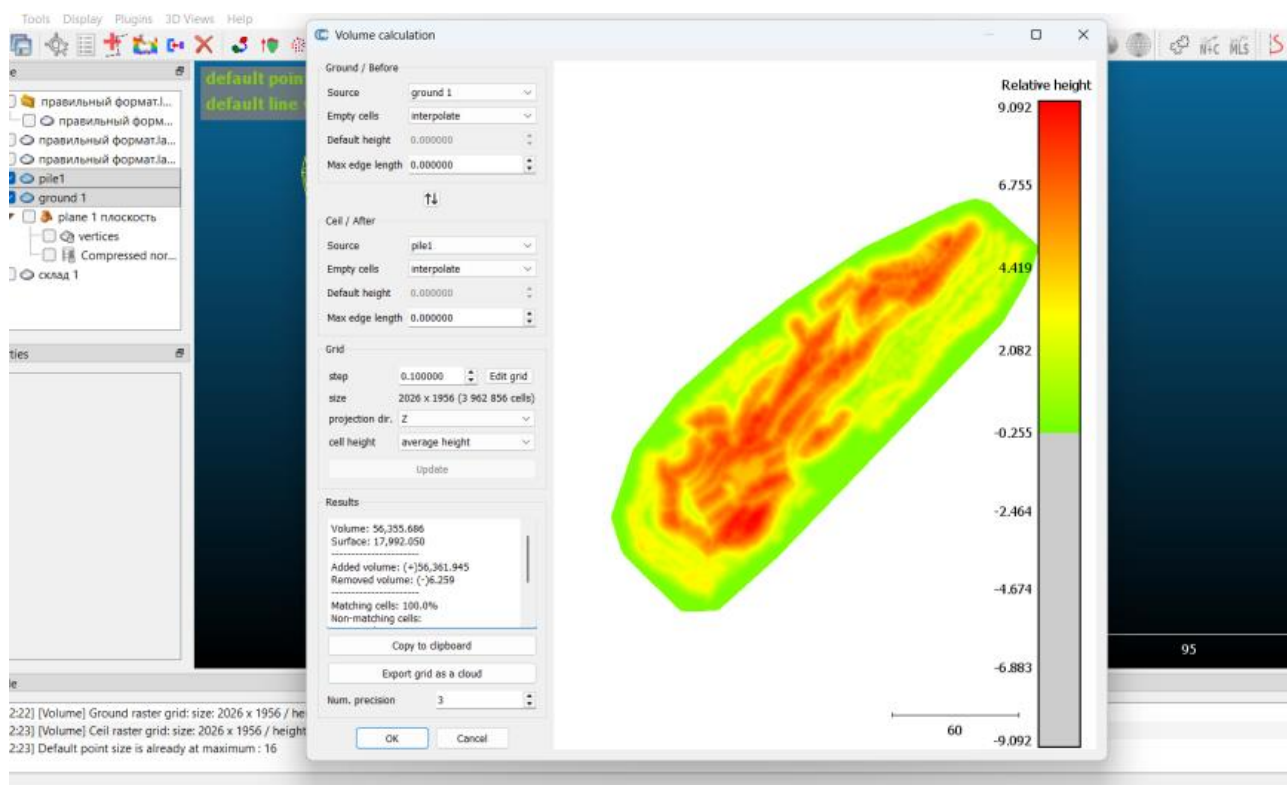 Tools Display Plugins 3D Views Help
N+C MLS
default poin
default line
правильный формат.l...
правильный форм...
правильный формат.la...
правильный формат.la...
pile1
ground 1
plane 1 плоскость
vertices
Compressed nor...
склад 1
ties
Volume calculation
Ground / Before
Source ground 1
Empty cells interpolate
Default height 0.000000
Max edge length 0.000000
Ceil / After
Source pile1
Empty cells interpolate
Default height 0.000000
Max edge length 0.000000
Grid
step 0.100000 Edit grid
size 2026 x 1956 (3 962 856 cells)
projection dir. Z
cell height average height
Update
Results
Volume: 56,355.686
Surface: 17,992.050
----------------------
Added volume: (+)56,361.945
Removed volume: (-)6.259
----------------------
Matching cells: 100.0%
Non-matching cells:
Copy to clipboard
Export grid as a cloud
Num. precision 3
OK Cancel
Relative height
9.092
6.755
4.419
2.082
-0.255
-2.464
-4.674
-6.883
-9.092
60
95
2:22] [Volume] Ground raster grid: size: 2026 x 1956 / he
2:23] [Volume] Ceil raster grid: size: 2026 x 1956 / height
2:23] Default point size is already at maximum : 16